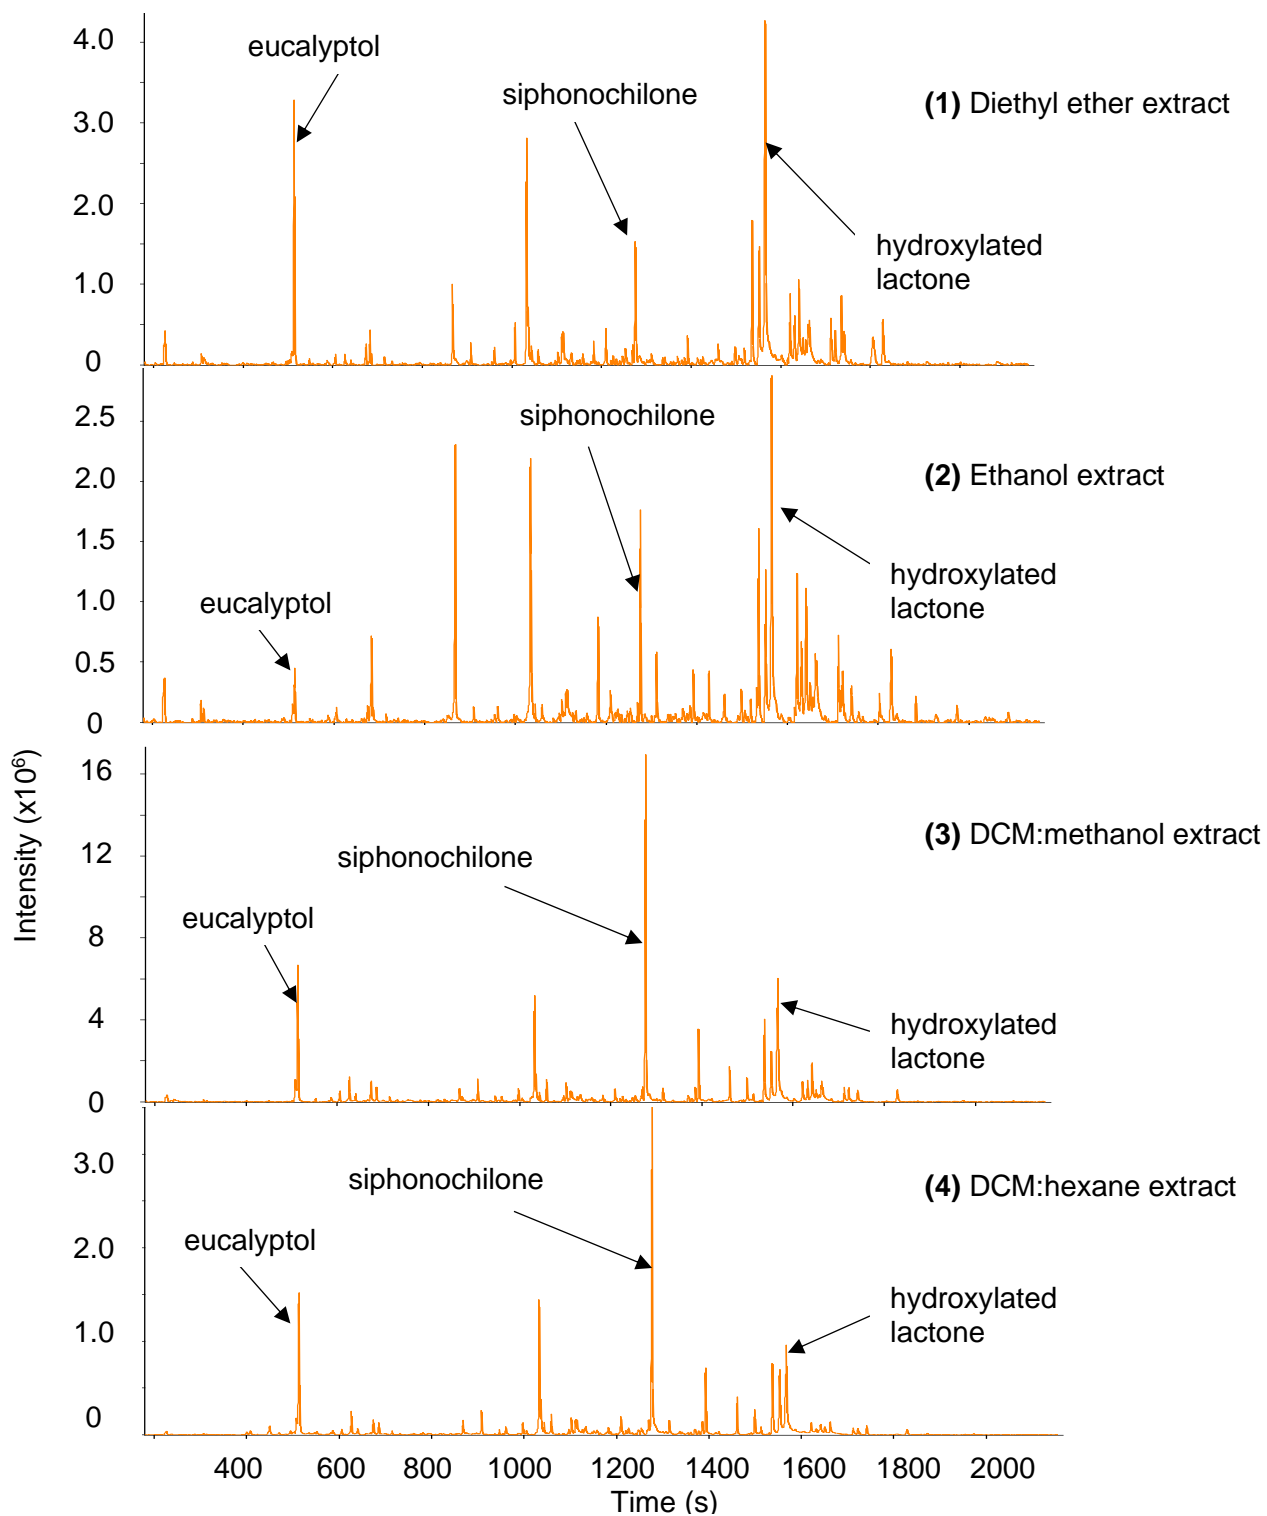 4.0
eucalyptol
siphonochilone
(1) Diethyl ether extract
3.0
2.0
hydroxylated
lactone
1.0
0
2.5
siphonochilone
(2) Ethanol extract
2.0
1.5
hydroxylated
lactone
1.0
eucalyptol
0.5
0
Intensity (x10⁶)
16
(3) DCM:methanol extract
12
siphonochilone
eucalyptol
8
4
hydroxylated
lactone
0
3.0
siphonochilone
(4) DCM:hexane extract
2.0
eucalyptol
hydroxylated
lactone
1.0
0
400 600 1000 1200 1400 1600 1800 2000
Time (s)